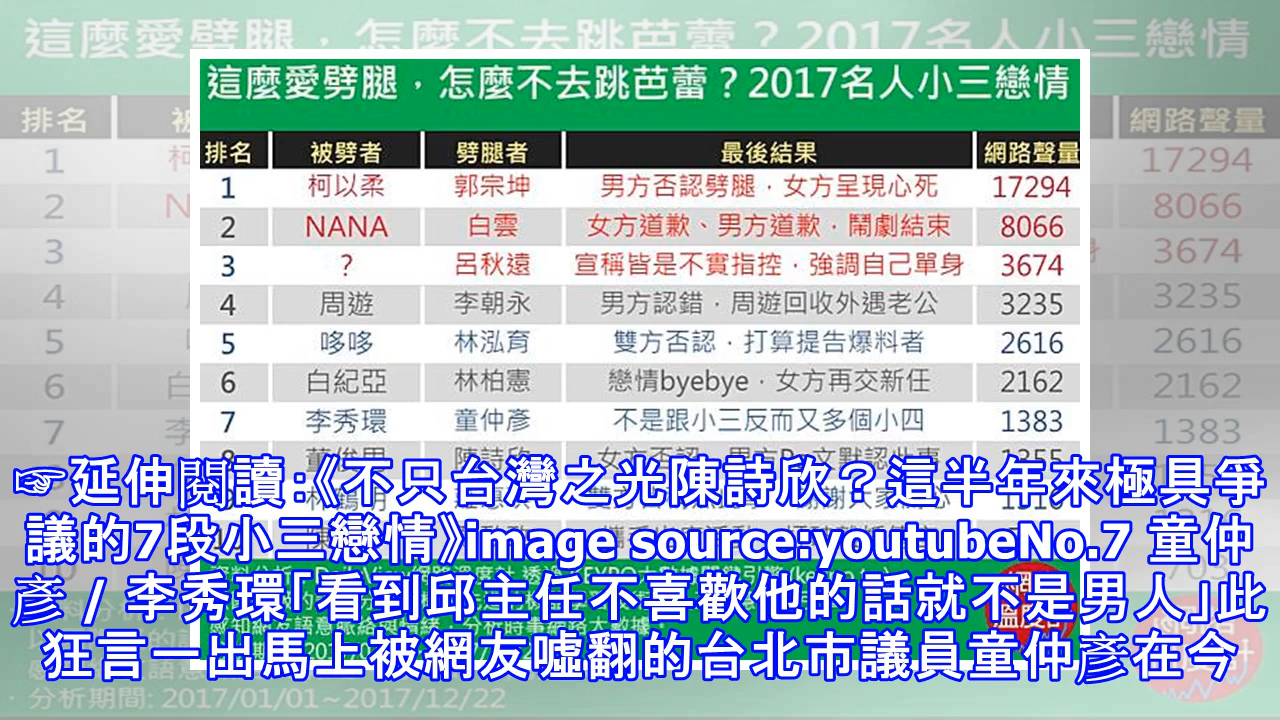 這麼愛劈腿，怎麼不去跳芭蕾？2017名人小三戀情
排名 被劈者 劈腿者 最後結果 網路聲量
1 柯以柔 郭宗坤 男方否認劈腿，女方呈現心死 17294
2 NANA 白雲 女方道歉、男方道歉，鬧劇結束 8066
3 ? 呂秋遠 宣稱皆是不實指控，強調自己單身 3674
4 周遊 李朝永 男方認錯，周遊回收外遇老公 3235
5 哆哆 林泓育 雙方否認，打算提告爆料者 2616
6 白紀亞 林柏憲 戀情byebye，女方再交新任 2162
7 李秀環 童仲彥 不是跟小三反而又多個小四 1383
☞延伸閱讀:《不只台灣之光陳詩欣？這半年來極具爭
議的7段小三戀情》image source:youtubeNo.7 童仲
彥 / 李秀環「看到邱主任不喜歡他的話就不是男人」此
狂言一出馬上被網友噓翻的台北市議員童仲彥在今
分析期間: 2017/01/01~2017/12/22